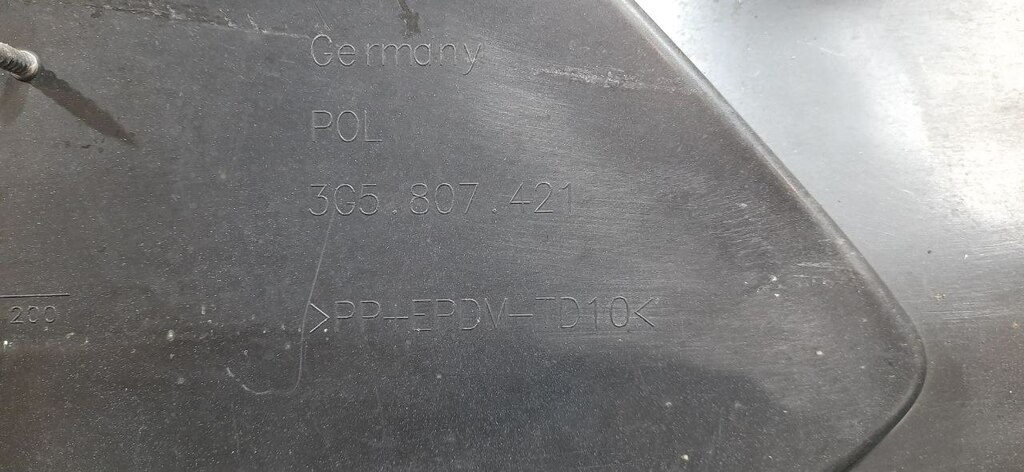 Germany
POL
3G5.807.421
200
>PP-EPDM-TD10<